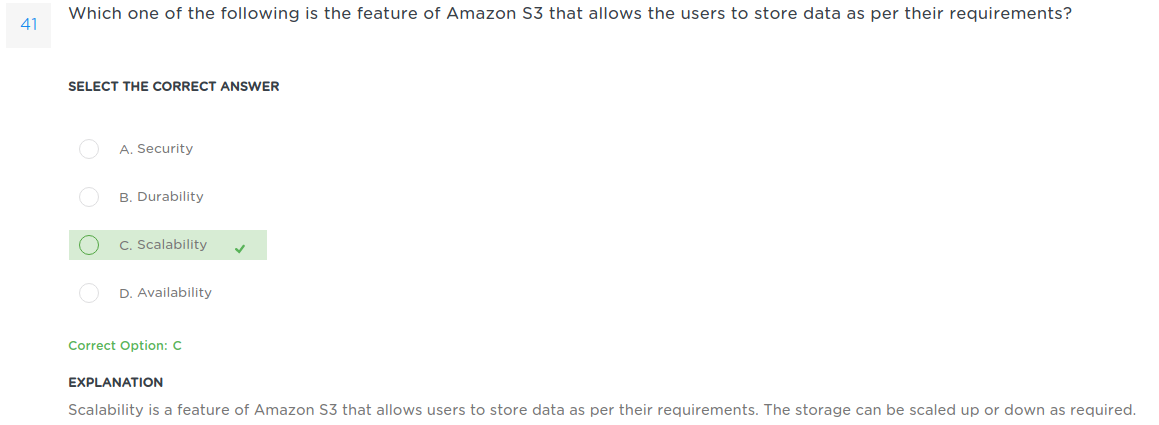 41
Which one of the following is the feature of Amazon S3 that allows the users to store data as per their requirements?
SELECT THE CORRECT ANSWER
A. Security
B. Durability
C. Scalability
D. Availability
Correct Option: C
EXPLANATION
Scalability is a feature of Amazon S3 that allows users to store data as per their requirements. The storage can be scaled up or down as required.